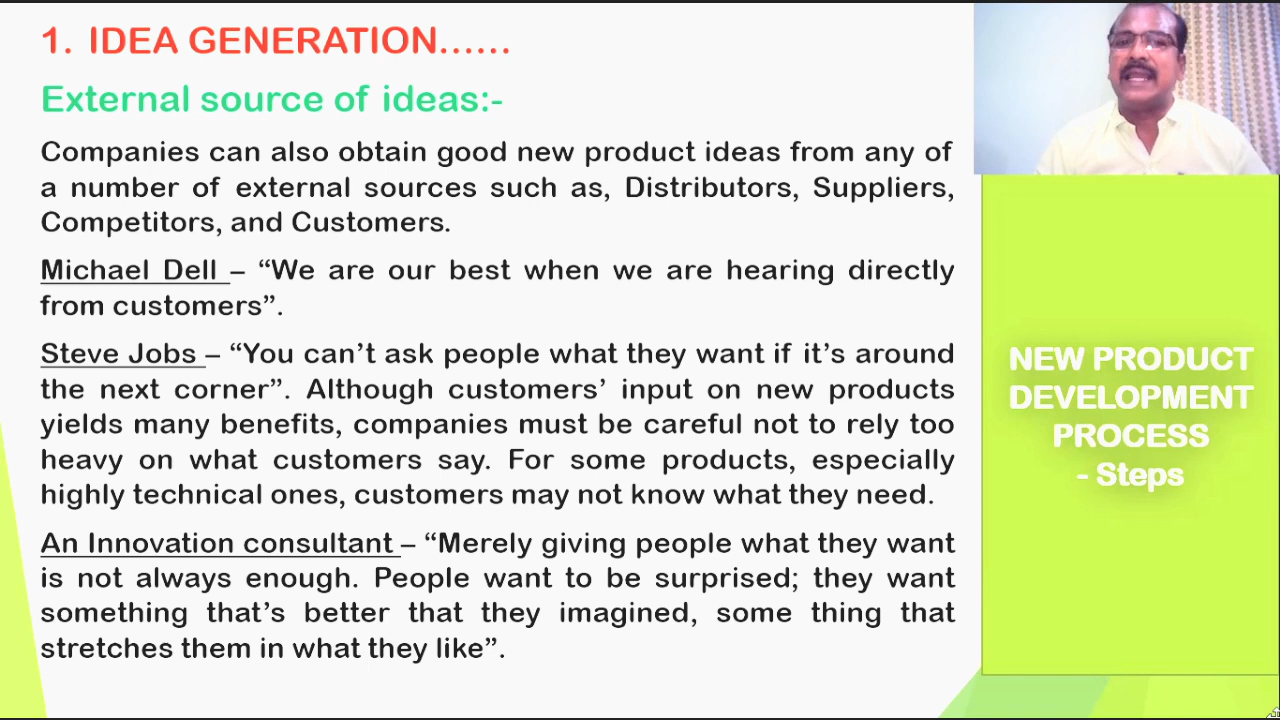 1. IDEA GENERATION......
External source of ideas:-
Companies can also obtain good new product ideas from any of
a number of external sources such as, Distributors, Suppliers,
Competitors, and Customers.
Michael Dell – “We are our best when we are hearing directly
from customers”.
Steve Jobs – “You can’t ask people what they want if it’s around
the next corner”. Although customers’ input on new products
yields many benefits, companies must be careful not to rely too
heavy on what customers say. For some products, especially
highly technical ones, customers may not know what they need.
An Innovation consultant – “Merely giving people what they want
is not always enough. People want to be surprised; they want
something that’s better that they imagined, some thing that
stretches them in what they like”.
NEW PRODUCT
DEVELOPMENT
PROCESS
- Steps